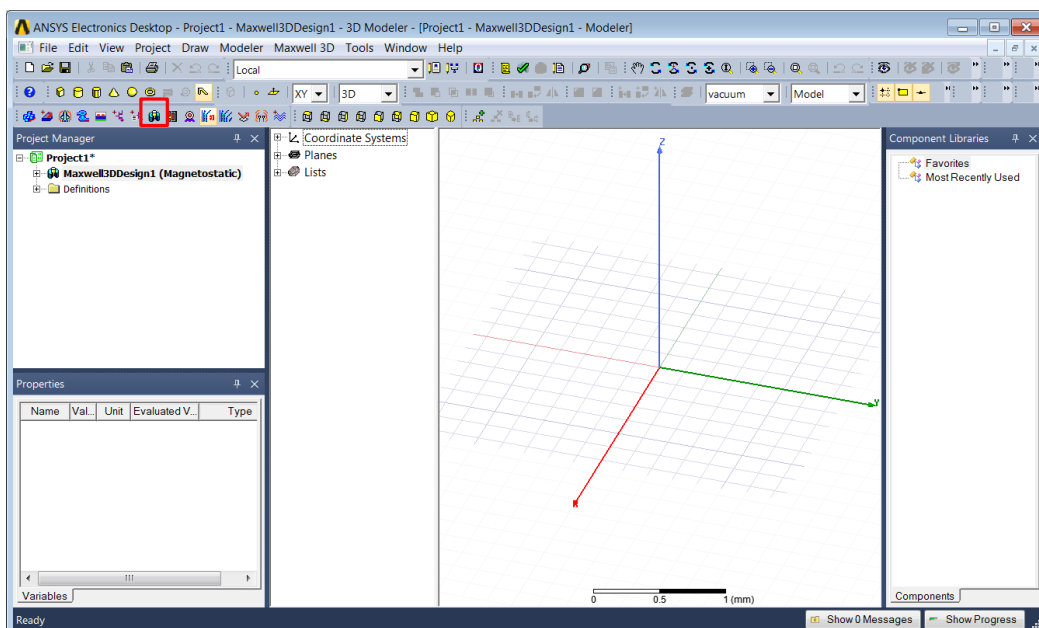 ANSYS Electronics Desktop - Project1 - Maxwell3DDesign1 - 3D Modeler - [Project1 - Maxwell3DDesign1 - Modeler]
File Edit View Project Draw Modeler Maxwell 3D Tools Window Help
Local
XY 3D vacuum Model
Project Manager
Project1*
Maxwell3DDesign1 (Magnetostatic)
Definitions
Coordinate Systems
Planes
Lists
Z
Y
Component Libraries
Favorites
Most Recently Used
Properties
Name Val... Unit Evaluated V... Type
Variables
0 0.5 1 (mm)
Components
Ready
Show 0 Messages Show Progress